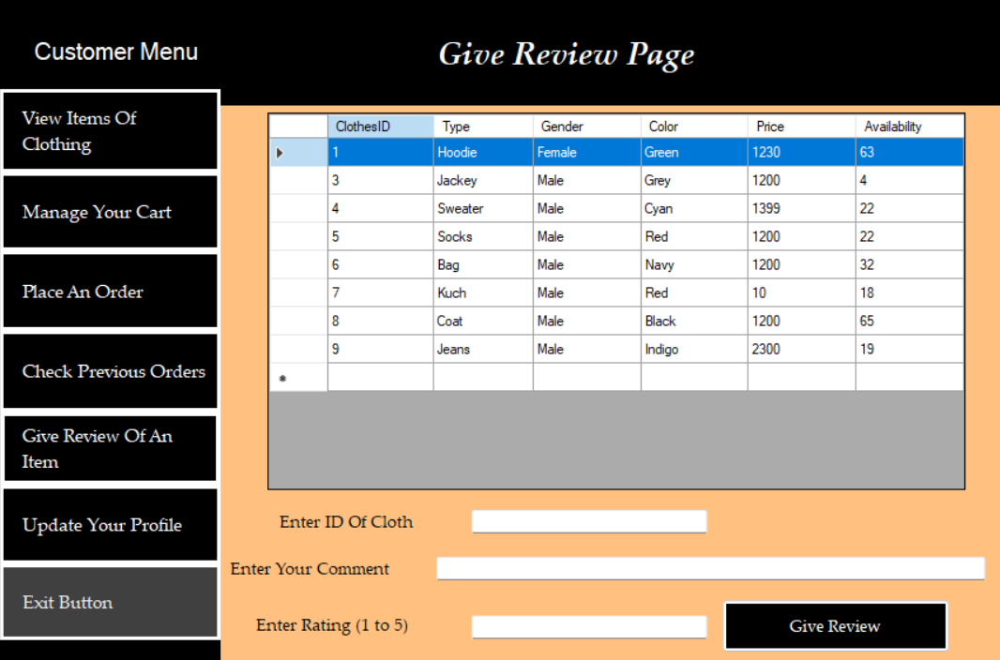 Customer Menu
Give Review Page
View Items Of
Clothing
Manage Your Cart
Place An Order
Check Previous Orders
Give Review Of An
Item
Update Your Profile
Exit Button
ClothesID Type Gender Color Price Availability
1 Hoodie Female Green 1230 63
3 Jackey Male Grey 1200 4
4 Sweater Male Cyan 1399 22
5 Socks Male Red 1200 22
6 Bag Male Navy 1200 32
7 Kuch Male Red 10 18
8 Coat Male Black 1200 65
9 Jeans Male Indigo 2300 19
Enter ID Of Cloth
Enter Your Comment
Enter Rating (1 to 5)
Give Review